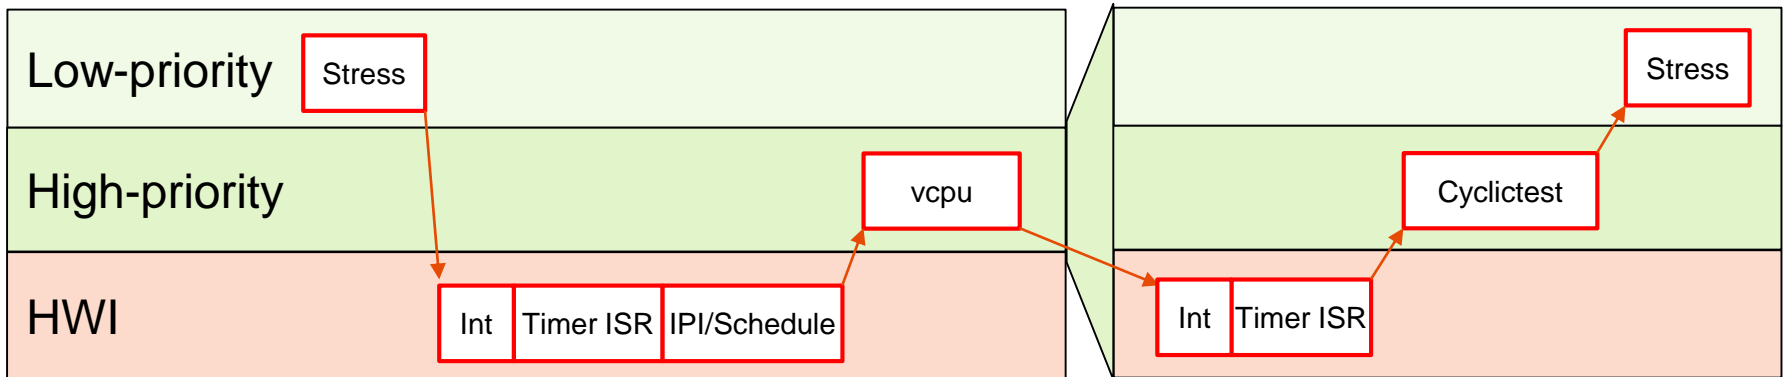 Low-priority
Stress
High-priority
vcpu
HWI
Int
Timer ISR
IPI/Schedule
Stress
Cyclictest
Int
Timer ISR